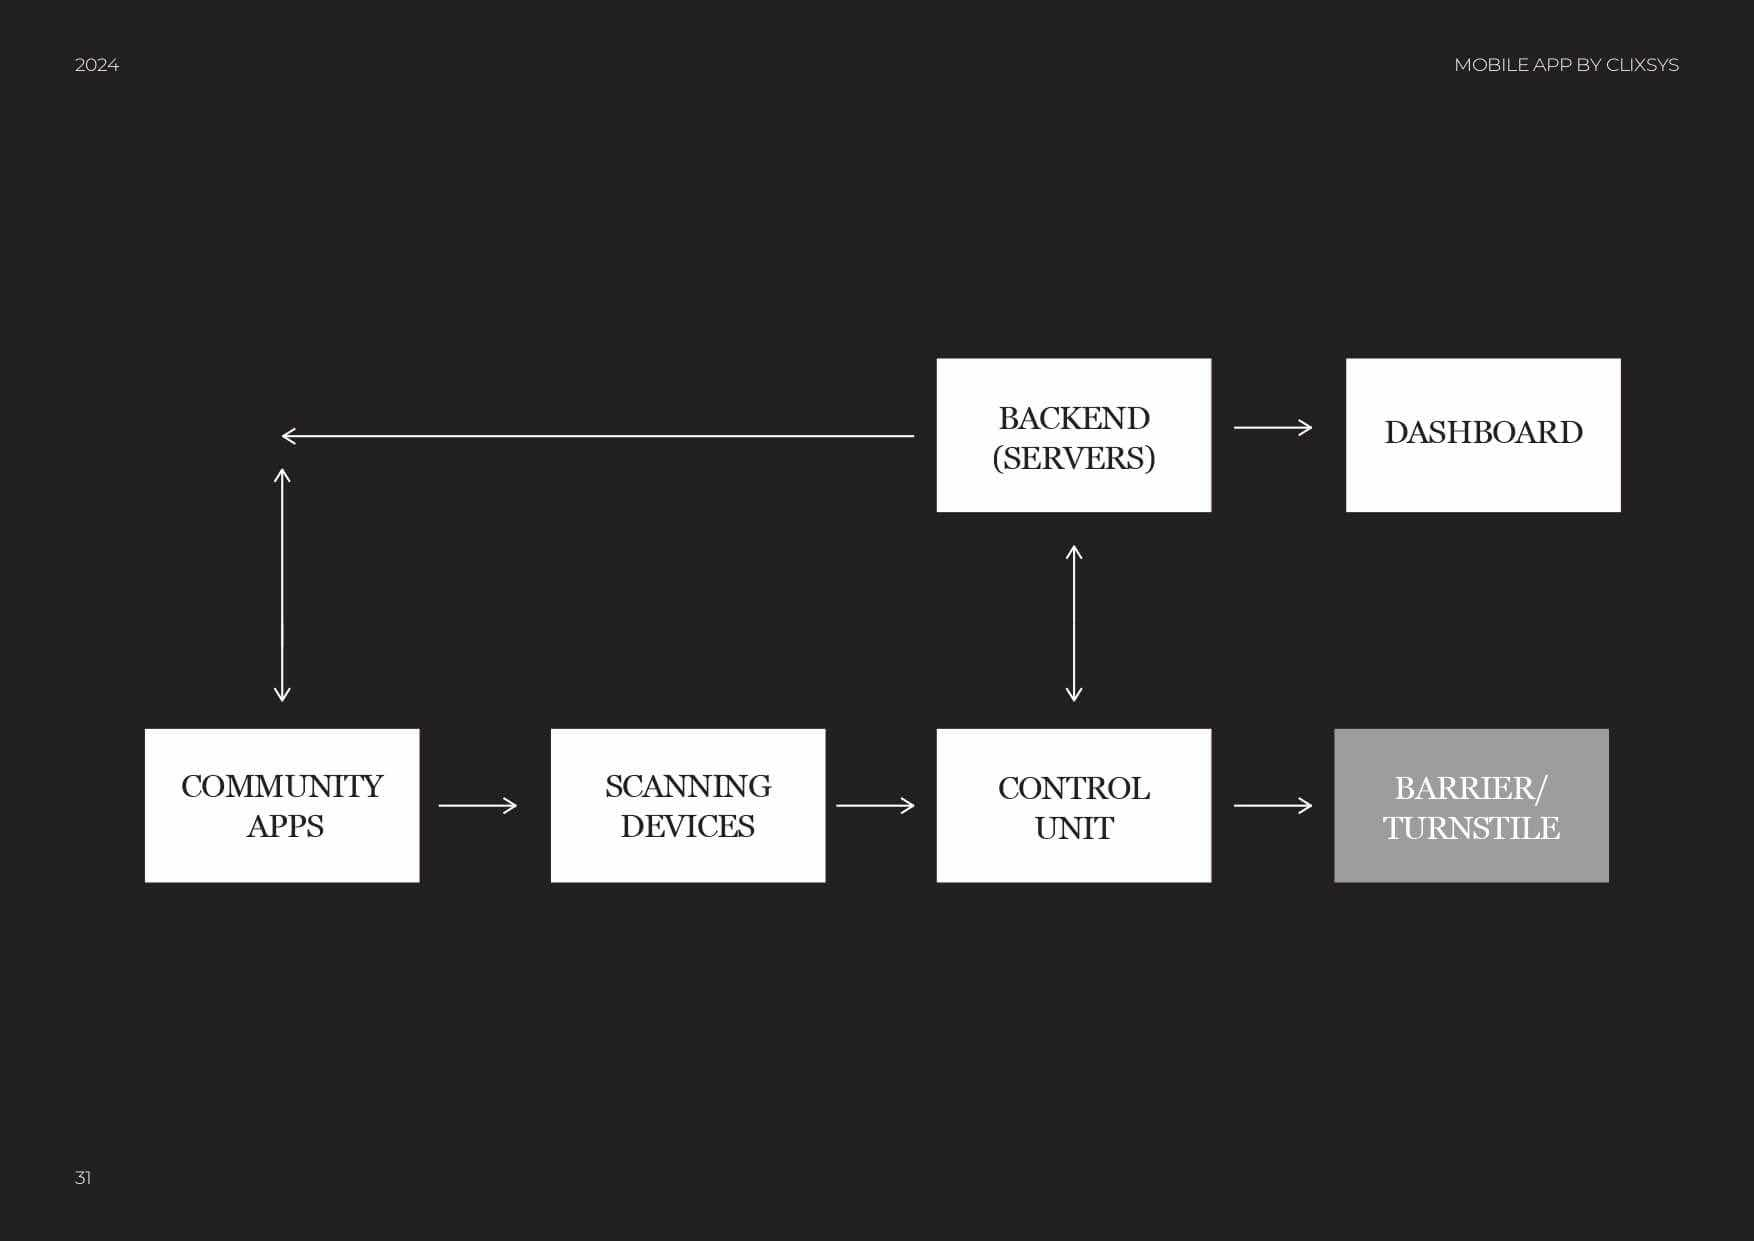 2024
MOBILE APP BY CLIXSYS
BACKEND
(SERVERS)
DASHBOARD
COMMUNITY
APPS
SCANNING
DEVICES
CONTROL
UNIT
BARRIER/
TURNSTILE
31